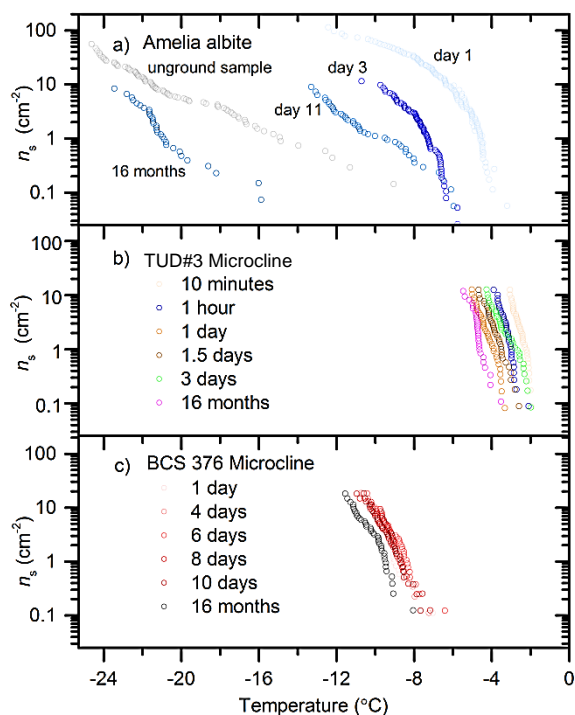 a) Amelia albite
unground sample
day 1
day 3
day 11
16 months
100
10
1
0.1
nₛ (cm⁻²)
b) TUD#3 Microcline
10 minutes
1 hour
1 day
1.5 days
3 days
16 months
100
10
1
0.1
nₛ (cm⁻²)
c) BCS 376 Microcline
1 day
4 days
6 days
8 days
10 days
16 months
100
10
1
0.1
nₛ (cm⁻²)
-24 -20 -16 -12 -8 -4 0
Temperature (°C)